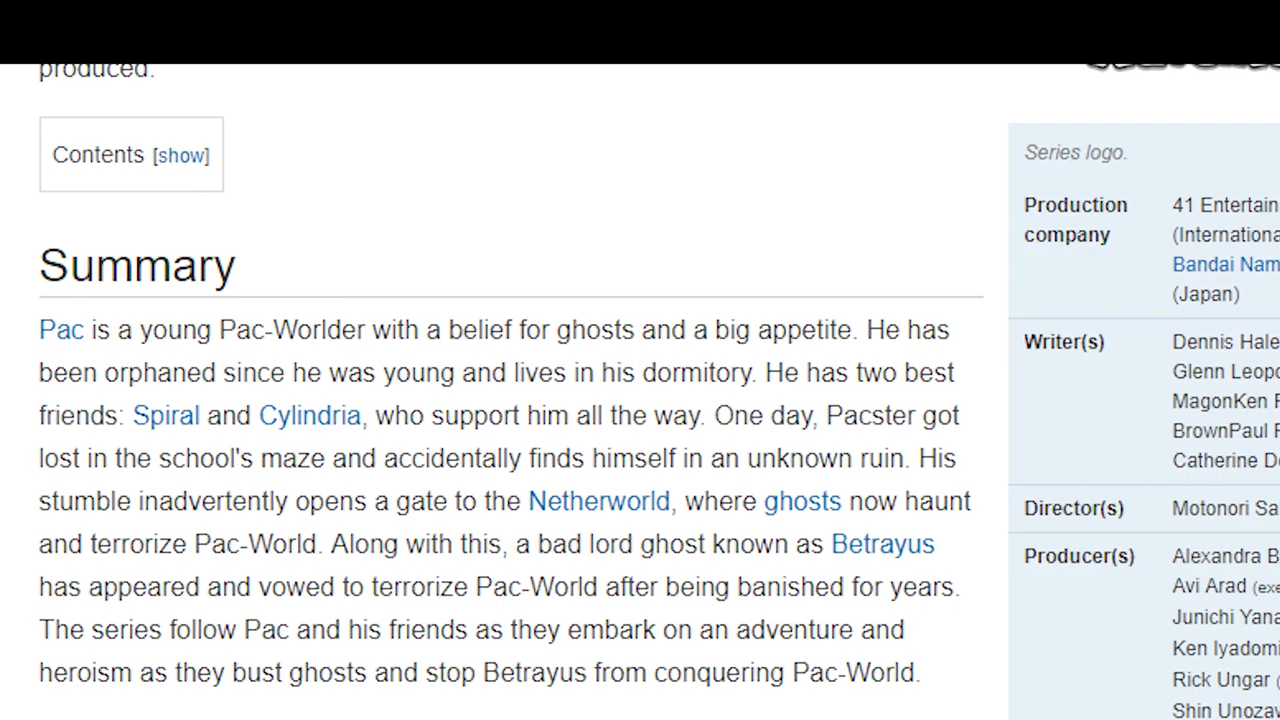 produced.
Contents [show]
Summary
Pac is a young Pac-Worlder with a belief for ghosts and a big appetite. He has
been orphaned since he was young and lives in his dormitory. He has two best
friends: Spiral and Cylindria, who support him all the way. One day, Pacster got
lost in the school's maze and accidentally finds himself in an unknown ruin. His
stumble inadvertently opens a gate to the Netherworld, where ghosts now haunt
and terrorize Pac-World. Along with this, a bad lord ghost known as Betrayus
has appeared and vowed to terrorize Pac-World after being banished for years.
The series follow Pac and his friends as they embark on an adventure and
heroism as they bust ghosts and stop Betrayus from conquering Pac-World.
Series logo.
Production
company
41 Entertain
(Internationa
Bandai Nam
(Japan)
Writer(s)
Dennis Hale
Glenn Leopo
MagonKen
BrownPaul
Catherine
Director(s)
Motonori Sa
Producer(s)
Alexandra B
Avi Arad (exe
Junichi Yana
Ken Iyadomi
Rick Ungar (
Shin Unozaw